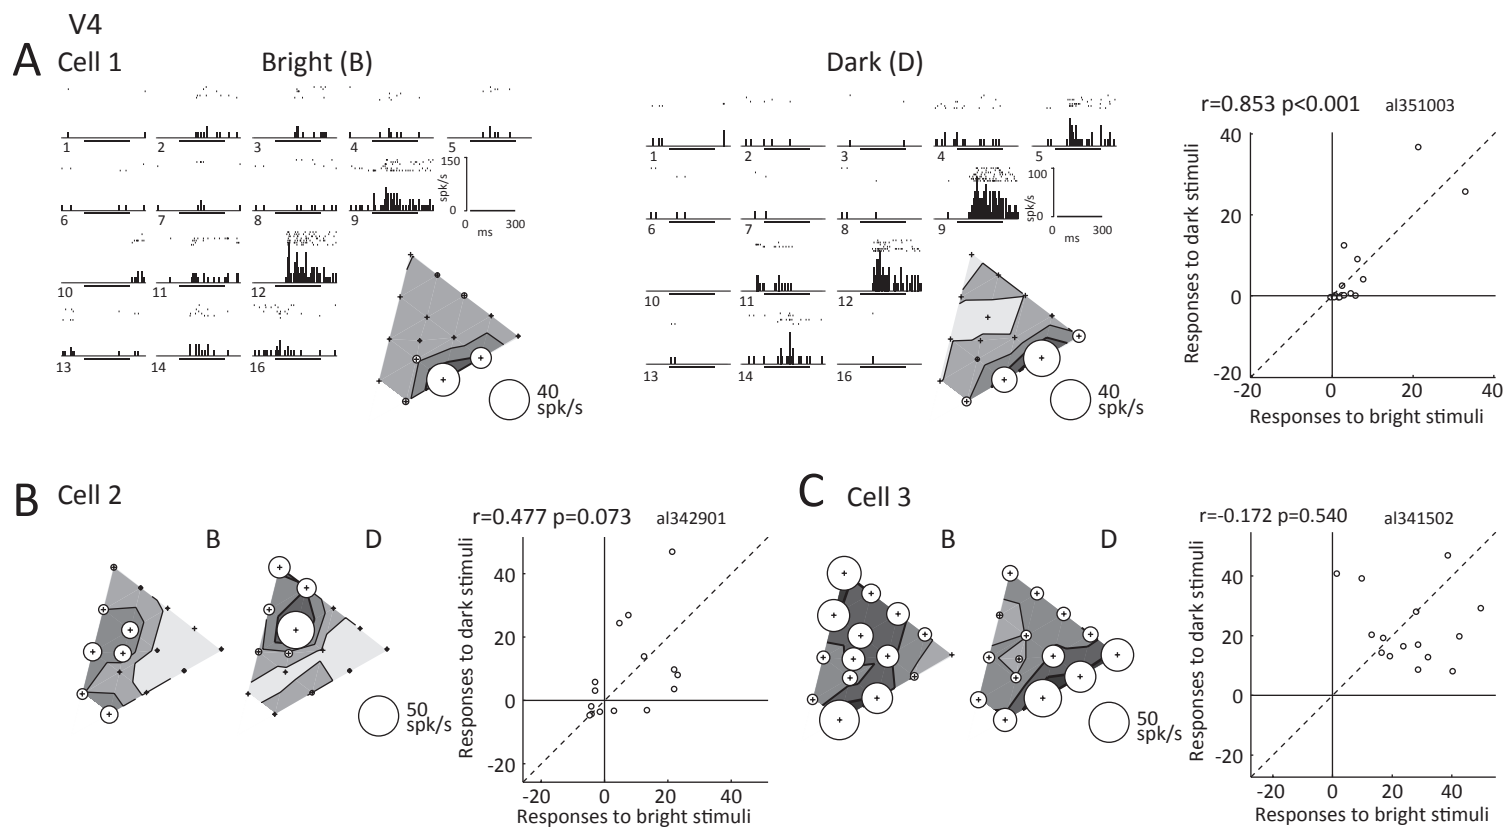 V4
A Cell 1 Bright (B) Dark (D)
r=0.853 p<0.001 al351003
1 2 3 4 5
150
spk/s
0
0 300
ms
6 7 8 9
10 11 12
13 14 16
40
spk/s
1 2 3 4 5
100
spk/s
0
0 300
ms
6 7 8 9
10 11 12
13 14 16
40
spk/s
Responses to dark stimuli
40
20
0
-20
-20 0 20 40
Responses to bright stimuli
B Cell 2
B D
50
spk/s
r=0.477 p=0.073 al342901
Responses to dark stimuli
40
20
0
-20
-20 0 20 40
Responses to bright stimuli
C Cell 3
B D
50
spk/s
r=-0.172 p=0.540 al341502
Responses to dark stimuli
40
20
0
-20
-20 0 20 40
Responses to bright stimuli